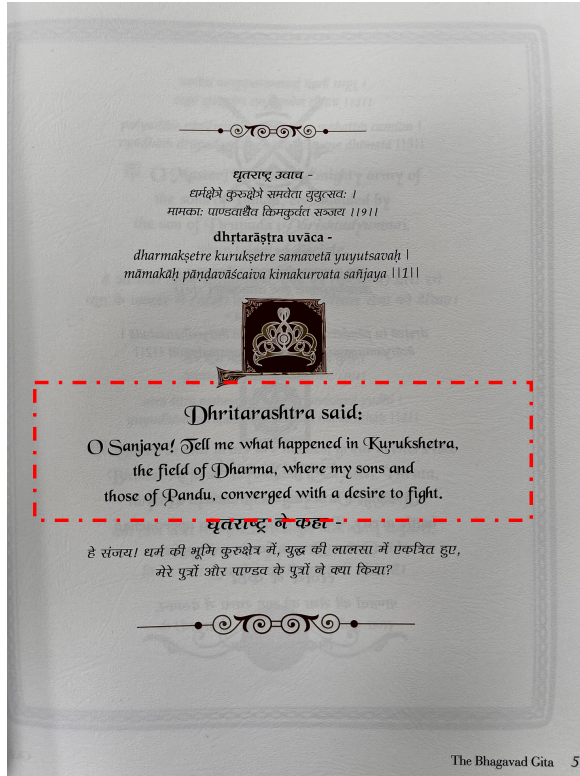 धृतराष्ट्र उवाच -
धर्मक्षेत्रे कुरुक्षेत्रे समवेता युयुत्सवः ।
मामकाः पाण्डवाश्चैव किमकुर्वत सञ्जय ।।१।।
dhṛtarāṣṭra uvāca -
dharmakṣetre kurukṣetre samavetā yuyutsavaḥ |
māmakāḥ pāṇḍavāścaiva kimakurvata sañjaya ||1||
Dhritarashtra said:
O Sanjaya! Tell me what happened in Kurukshetra,
the field of Dharma, where my sons and
those of Pandu, converged with a desire to fight.
धृतराष्ट्र ने कहा -
हे संजय! धर्म की भूमि कुरुक्षेत्र में, युद्ध की लालसा में एकत्रित हुए,
मेरे पुत्रों और पाण्डव के पुत्रों ने क्या किया?
The Bhagavad Gita 5